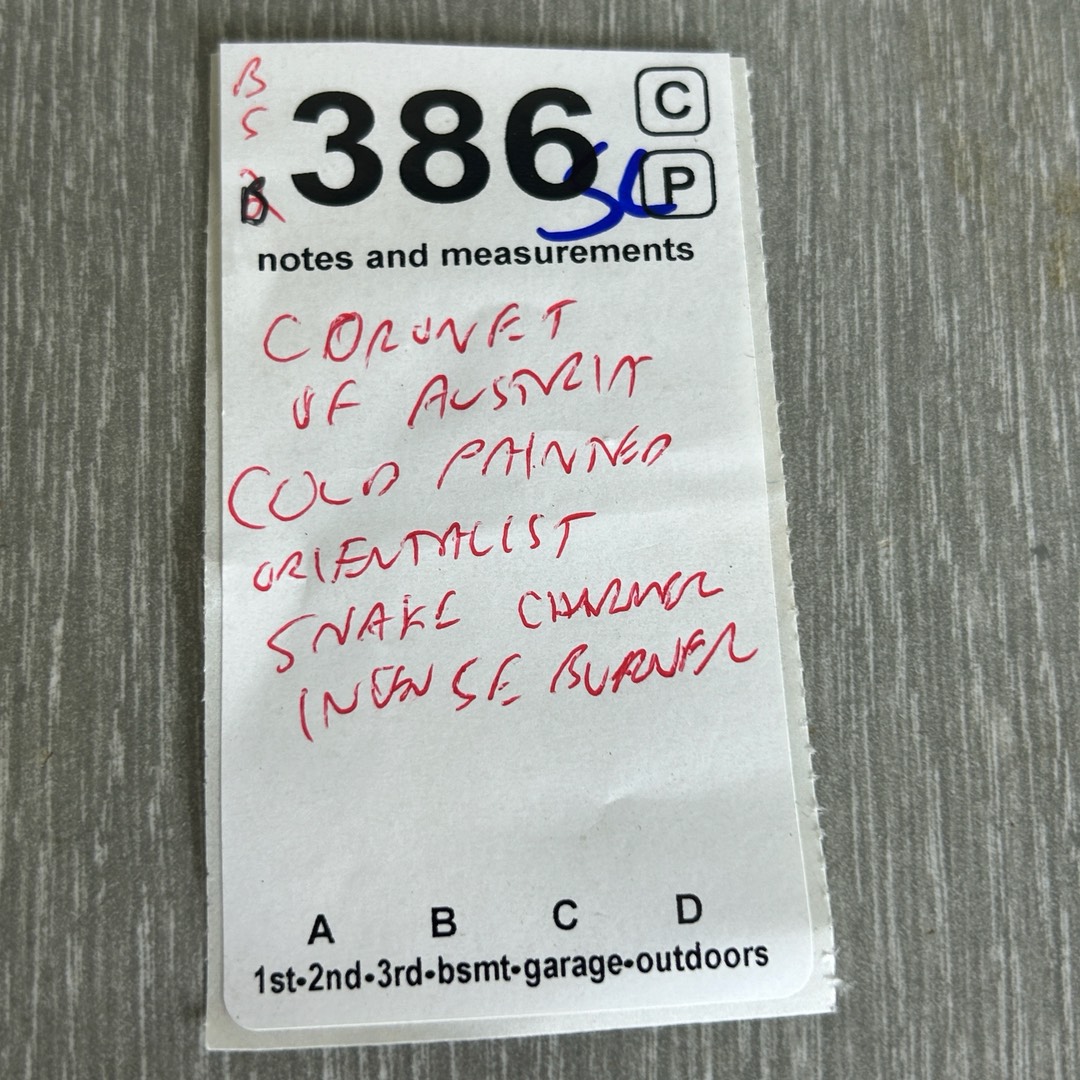 B
S
386
C
P
SC
notes and measurements
CORONET
OF AUSTRIA
COLD PAINTED
ORIENTALIST
SNAKE CHARMER
INCENSE BURNER
A B C D
1st•2nd•3rd•bsmt•garage•outdoors